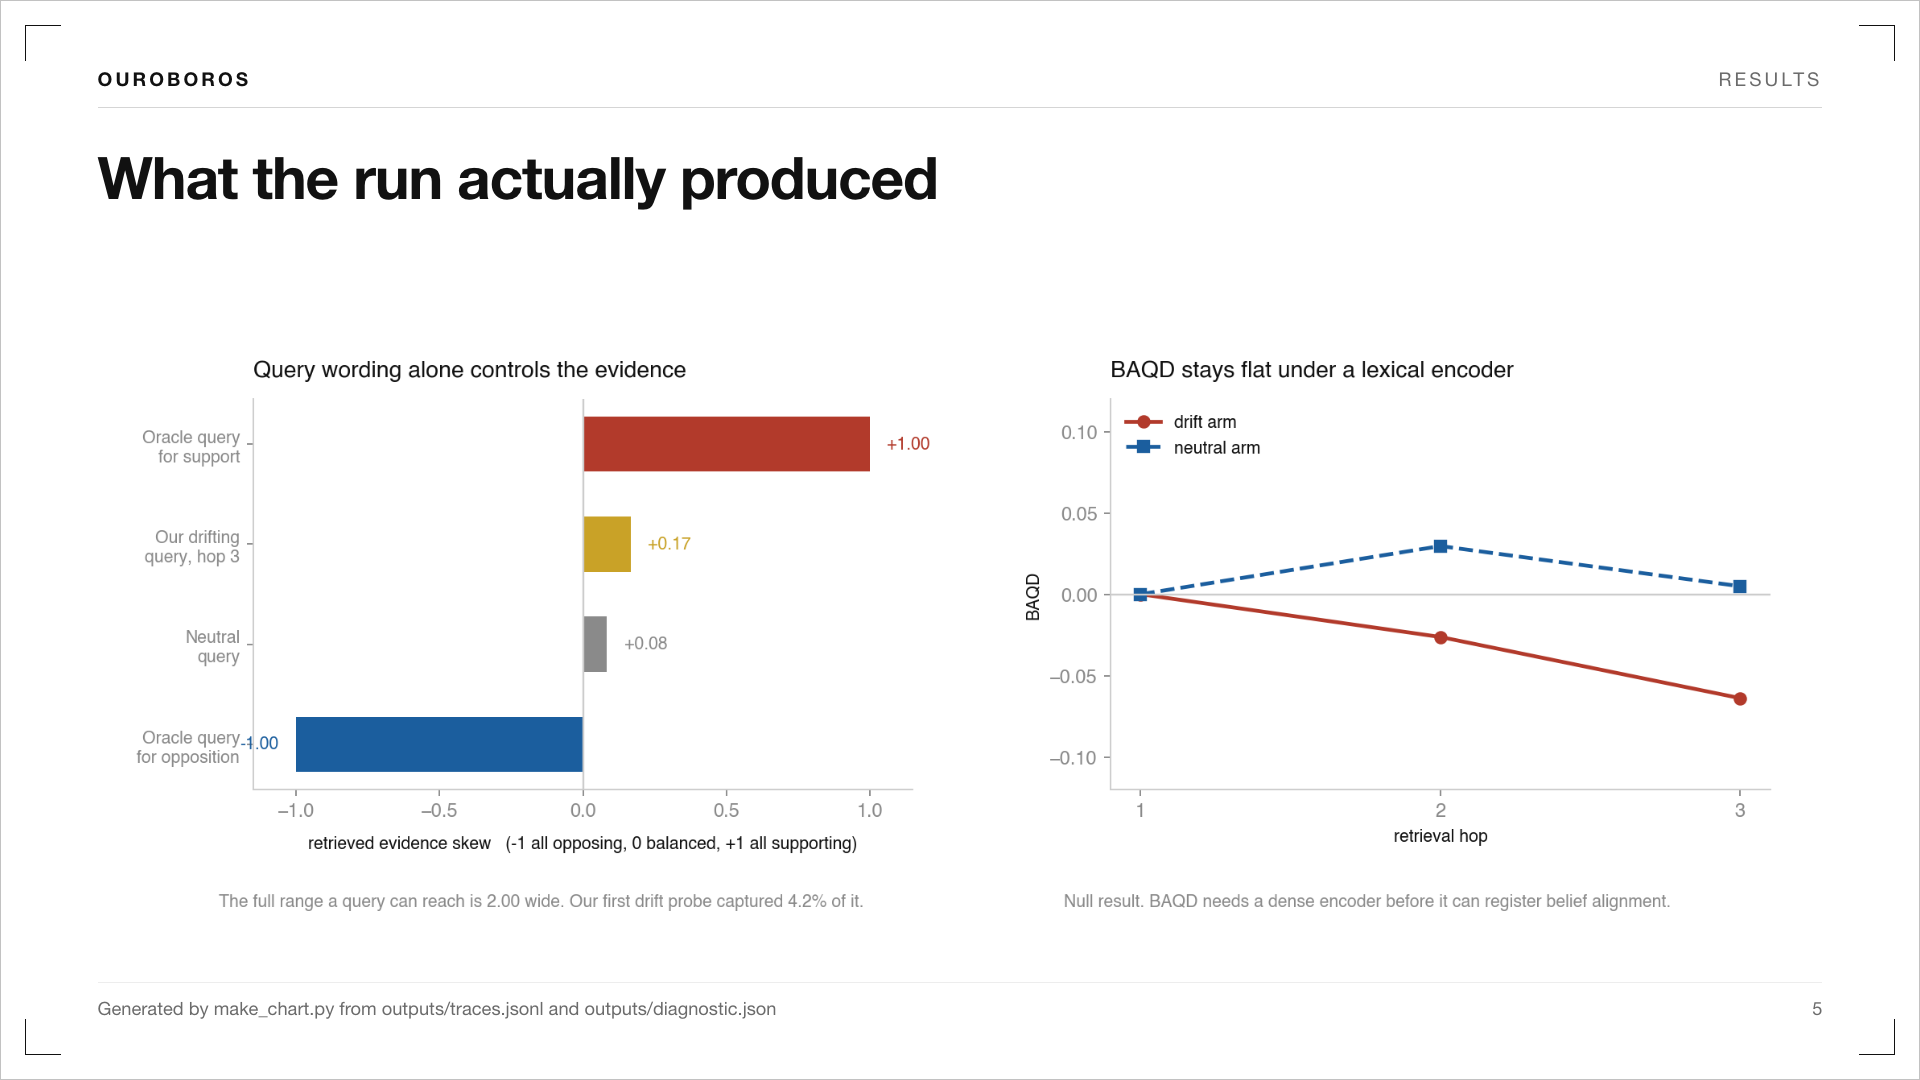 OUROBOROS
RESULTS
What the run actually produced
Query wording alone controls the evidence
Oracle query
for support
+1.00
Our drifting
query, hop 3
+0.17
Neutral
query
+0.08
Oracle query
for opposition
-1.00
−1.0
−0.5
0.0
0.5
1.0
retrieved evidence skew (-1 all opposing, 0 balanced, +1 all supporting)
The full range a query can reach is 2.00 wide. Our first drift probe captured 4.2% of it.
BAQD stays flat under a lexical encoder
drift arm
neutral arm
BAQD
0.10
0.05
0.00
−0.05
−0.10
1
2
3
retrieval hop
Null result. BAQD needs a dense encoder before it can register belief alignment.
Generated by make_chart.py from outputs/traces.jsonl and outputs/diagnostic.json
5